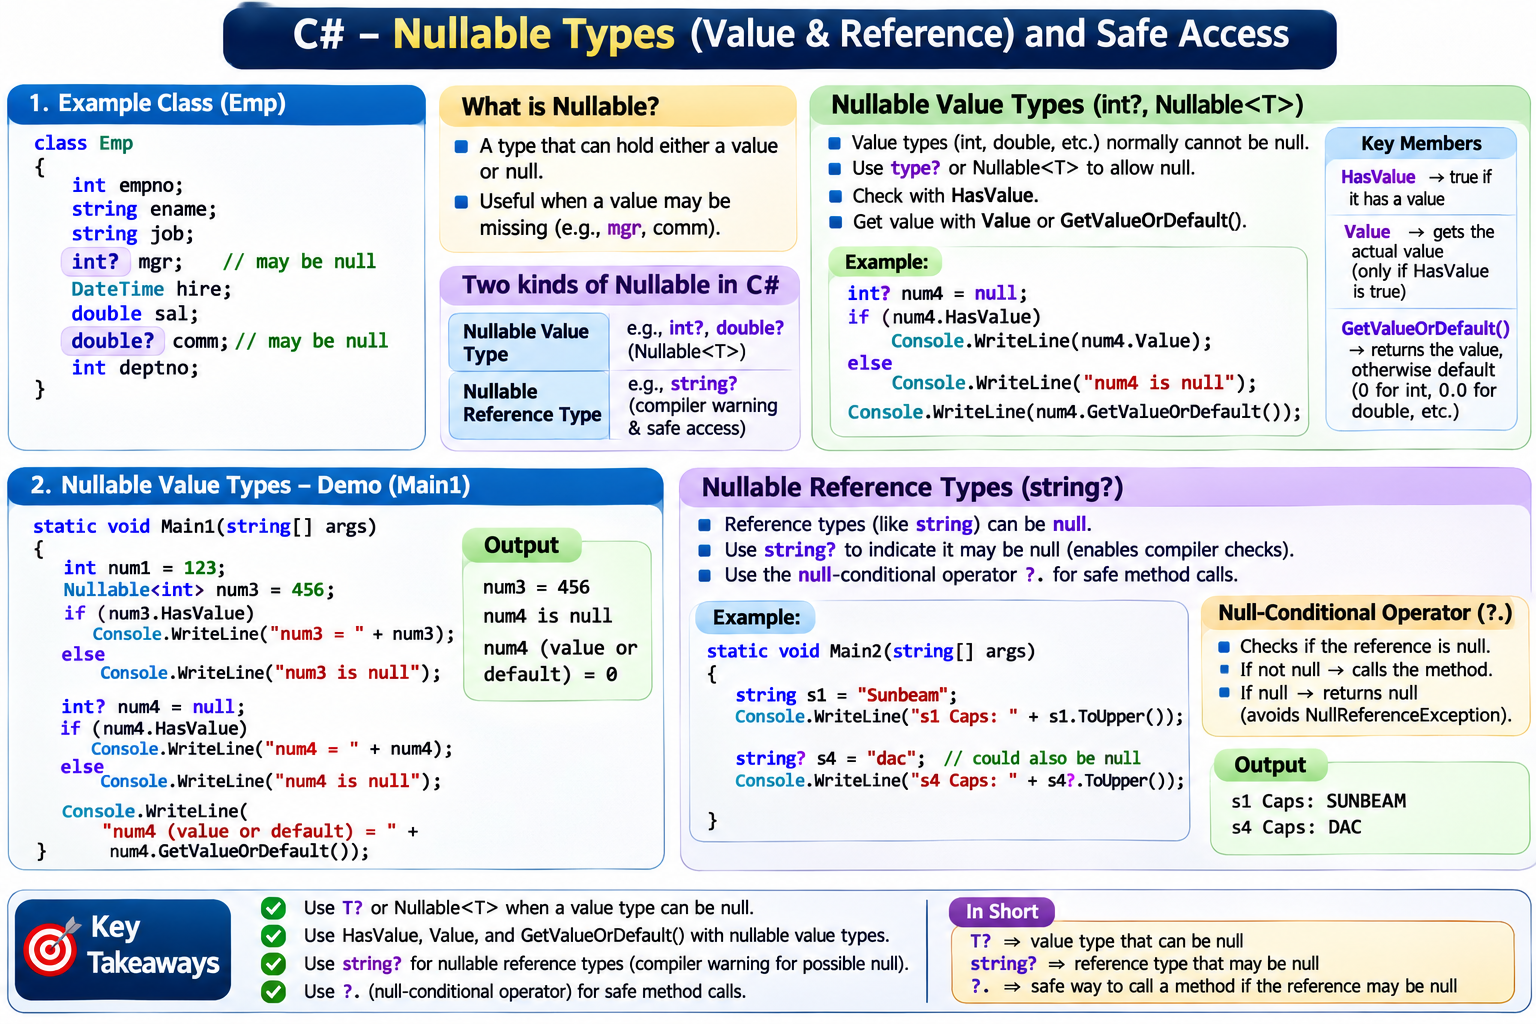 C# – Nullable Types (Value & Reference) and Safe Access
1. Example Class (Emp)
class Emp
{
int empno;
string ename;
string job;
int? mgr; // may be null
DateTime hire;
double sal;
double? comm; // may be null
int deptno;
}
What is Nullable?
A type that can hold either a value
or null.
Useful when a value may be
missing (e.g., mgr, comm).
Two kinds of Nullable in C#
Nullable Value
Type
e.g., int?, double?
(Nullable<T>)
Nullable
Reference Type
e.g., string?
(compiler warning
& safe access)
Nullable Value Types (int?, Nullable<T>)
Value types (int, double, etc.) normally cannot be null.
Use type? or Nullable<T> to allow null.
Check with HasValue.
Get value with Value or GetValueOrDefault().
Example:
int? num4 = null;
if (num4.HasValue)
Console.WriteLine(num4.Value);
else
Console.WriteLine("num4 is null");
Console.WriteLine(num4.GetValueOrDefault());
Key Members
HasValue → true if
it has a value
Value → gets the
actual value
(only if HasValue
is true)
GetValueOrDefault()
→ returns the value,
otherwise default
(0 for int, 0.0 for
double, etc.)
2. Nullable Value Types – Demo (Main1)
static void Main1(string[] args)
{
int num1 = 123;
Nullable<int> num3 = 456;
if (num3.HasValue)
Console.WriteLine("num3 = " + num3);
else
Console.WriteLine("num3 is null");
int? num4 = null;
if (num4.HasValue)
Console.WriteLine("num4 = " + num4);
else
Console.WriteLine("num4 is null");
Console.WriteLine(
"num4 (value or default) = " +
} num4.GetValueOrDefault());
Output
num3 = 456
num4 is null
num4 (value or
default) = 0
Nullable Reference Types (string?)
Reference types (like string) can be null.
Use string? to indicate it may be null (enables compiler checks).
Use the null-conditional operator ?. for safe method calls.
Example:
static void Main2(string[] args)
{
string s1 = "Sunbeam";
Console.WriteLine("s1 Caps: " + s1.ToUpper());
string? s4 = "dac"; // could also be null
Console.WriteLine("s4 Caps: " + s4?.ToUpper());
}
Null-Conditional Operator (?.)
Checks if the reference is null.
If not null → calls the method.
If null → returns null
(avoids NullReferenceException).
Output
s1 Caps: SUNBEAM
s4 Caps: DAC
Key
Takeaways
Use T? or Nullable<T> when a value type can be null.
Use HasValue, Value, and GetValueOrDefault() with nullable value types.
Use string? for nullable reference types (compiler warning for possible null).
Use ?. (null-conditional operator) for safe method calls.
In Short
T? ⇒ value type that can be null
string? ⇒ reference type that may be null
?. ⇒ safe way to call a method if the reference may be null